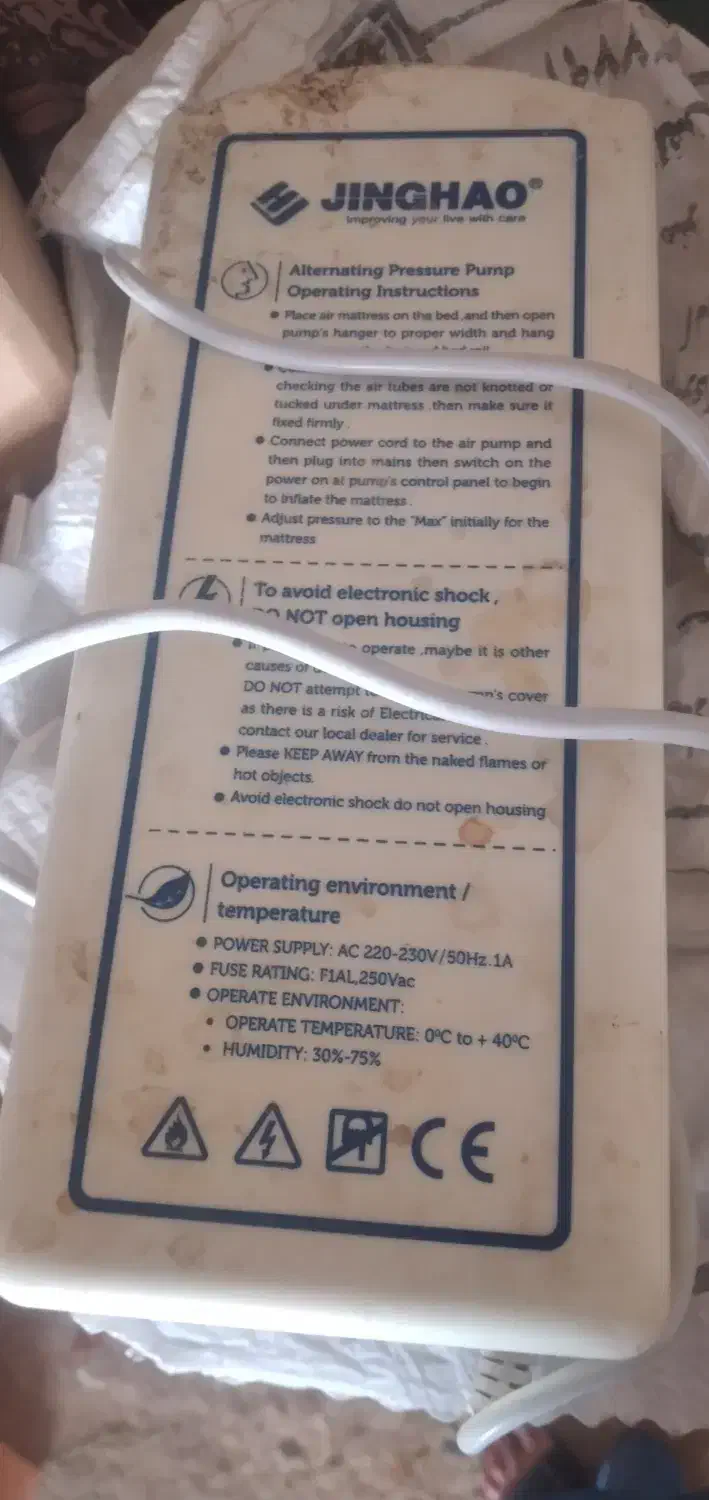 JINGHAO®
Improving your live with care
Alternating Pressure Pump
Operating Instructions
● Place air mattress on the bed ,and then open
pump's hanger to proper width and hang
checking the air tubes are not knotted or
tucked under mattress .then make sure it
fixed firmly .
● Connect power cord to the air pump and
then plug into mains then switch on the
power on at pump's control panel to begin
to inflate the mattress .
● Adjust pressure to the "Max" initially for the
mattress
To avoid electronic shock ,
NOT open housing
● operate ,maybe it is other
causes of
DO NOT attempt cover
as there is a risk of
contact our local dealer for service .
● Please KEEP AWAY from the naked flames or
hot objects.
● Avoid electronic shock do not open housing
Operating environment /
temperature
● POWER SUPPLY: AC 220-230V/50Hz.1A
● FUSE RATING: F1AL,250Vac
● OPERATE ENVIRONMENT:
• OPERATE TEMPERATURE: 0ºC to + 40ºC
• HUMIDITY: 30%-75%
CE